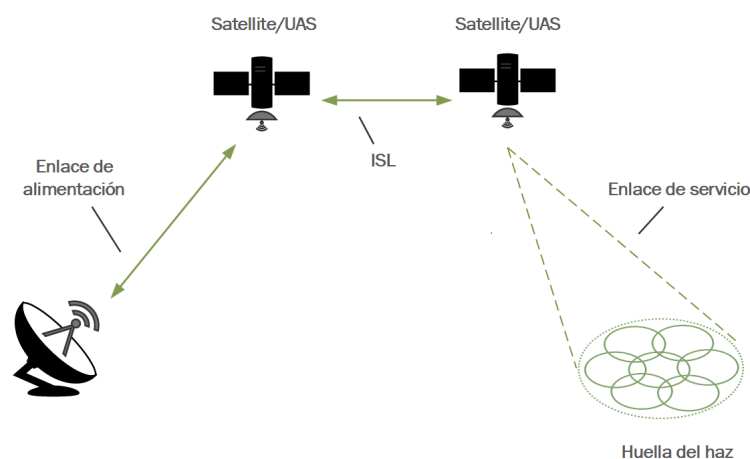 Satellite/UAS
Satellite/UAS
Enlace de
alimentación
ISL
Enlace de servicio
Huella del haz